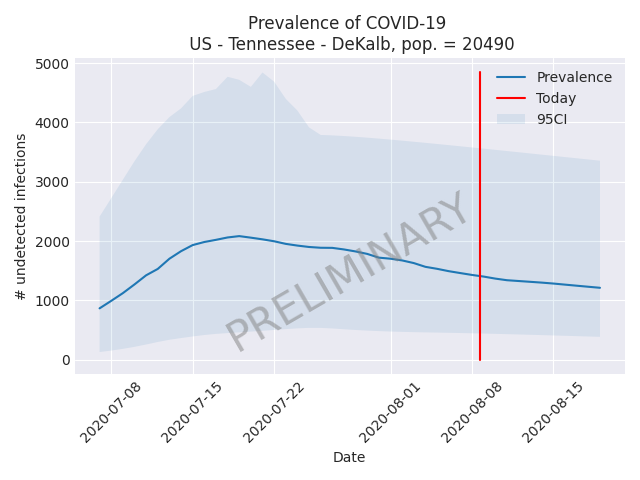 Prevalence of COVID-19
US - Tennessee - DeKalb, pop. = 20490
# undetected infections
5000
4000
3000
2000
1000
0
Prevalence
Today
95CI
PRELIMINARY
2020-07-08
2020-07-15
2020-07-22
2020-08-01
2020-08-08
2020-08-15
Date